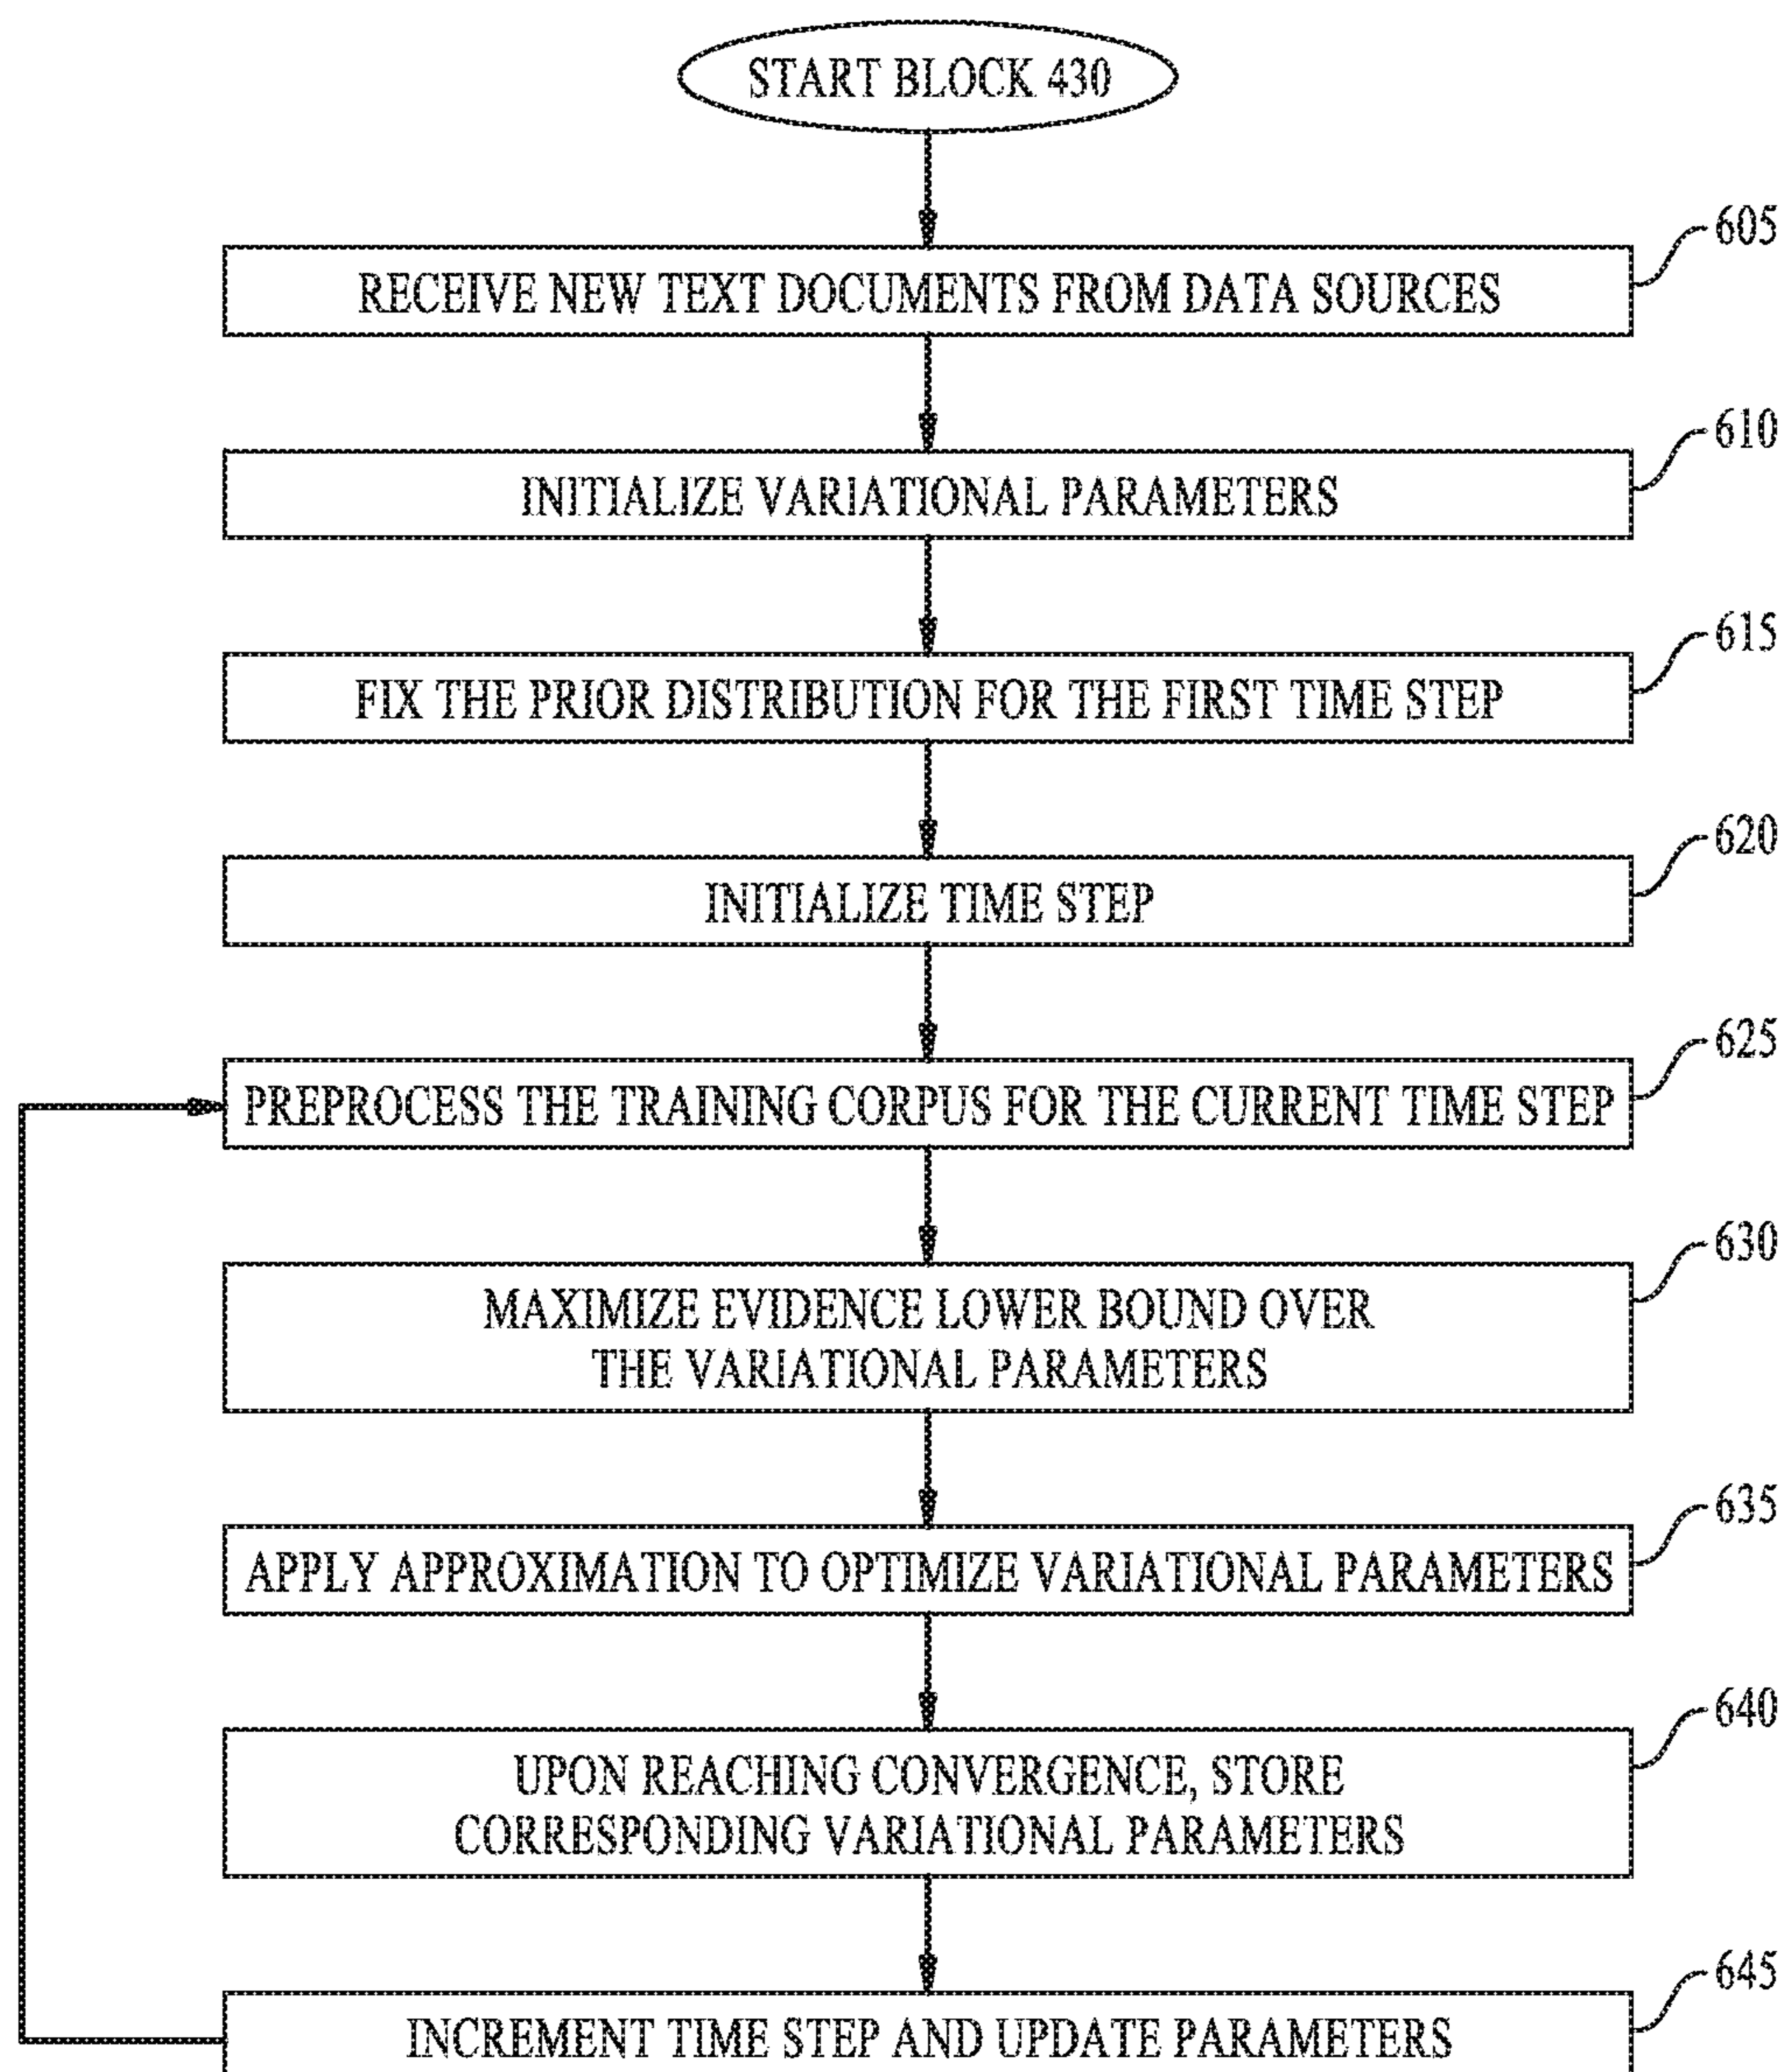 START BLOCK 430
605
RECEIVE NEW TEXT DOCUMENTS FROM DATA SOURCES
610
INITIALIZE VARIATIONAL PARAMETERS
615
FIX THE PRIOR DISTRIBUTION FOR THE FIRST TIME STEP
620
INITIALIZE TIME STEP
625
PREPROCESS THE TRAINING CORPUS FOR THE CURRENT TIME STEP
630
MAXIMIZE EVIDENCE LOWER BOUND OVER
THE VARIATIONAL PARAMETERS
635
APPLY APPROXIMATION TO OPTIMIZE VARIATIONAL PARAMETERS
640
UPON REACHING CONVERGENCE, STORE
CORRESPONDING VARIATIONAL PARAMETERS
645
INCREMENT TIME STEP AND UPDATE PARAMETERS